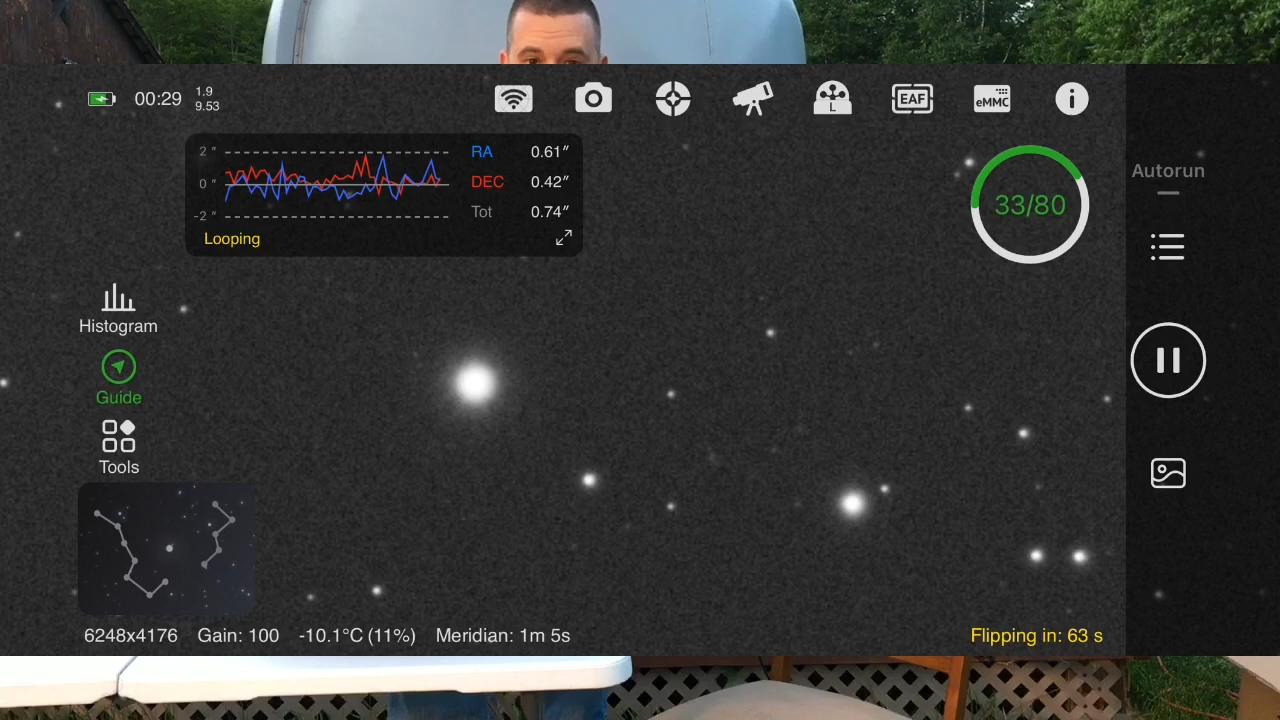 00:29
1.9
9.53
L
EAF
eMMC
i
2 "
0 "
-2 "
RA 0.61"
DEC 0.42"
Tot 0.74"
Looping
33/80
Autorun
Histogram
Guide
Tools
6248x4176 Gain: 100 -10.1°C (11%) Meridian: 1m 5s
Flipping in: 63 s